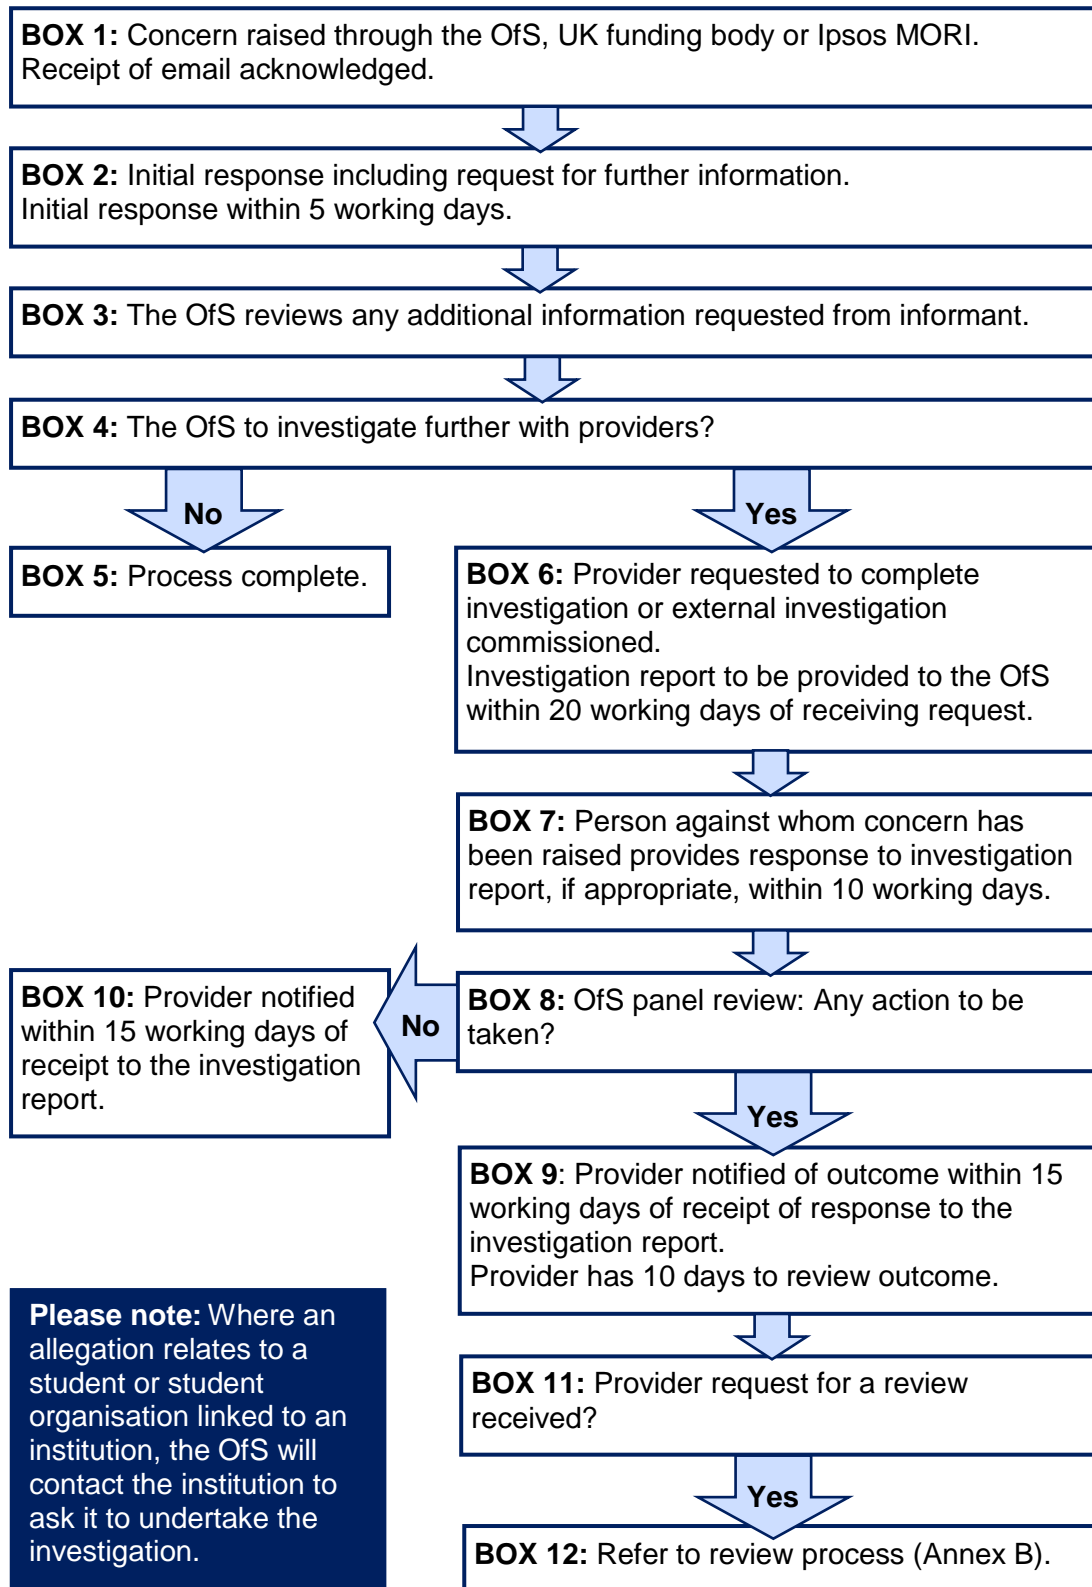 BOX 1: Concern raised through the OfS, UK funding body or Ipsos MORI.
Receipt of email acknowledged.
BOX 2: Initial response including request for further information.
Initial response within 5 working days.
BOX 3: The OfS reviews any additional information requested from informant.
BOX 4: The OfS to investigate further with providers?
No
Yes
BOX 5: Process complete.
BOX 6: Provider requested to complete
investigation or external investigation
commissioned.
Investigation report to be provided to the OfS
within 20 working days of receiving request.
BOX 7: Person against whom concern has
been raised provides response to investigation
report, if appropriate, within 10 working days.
BOX 8: OfS panel review: Any action to be
taken?
No
BOX 10: Provider notified
within 15 working days of
receipt to the investigation
report.
Yes
BOX 9: Provider notified of outcome within 15
working days of receipt of response to the
investigation report.
Provider has 10 days to review outcome.
Please note: Where an
allegation relates to a
student or student
organisation linked to an
institution, the OfS will
contact the institution to
ask it to undertake the
investigation.
BOX 11: Provider request for a review
received?
Yes
BOX 12: Refer to review process (Annex B).